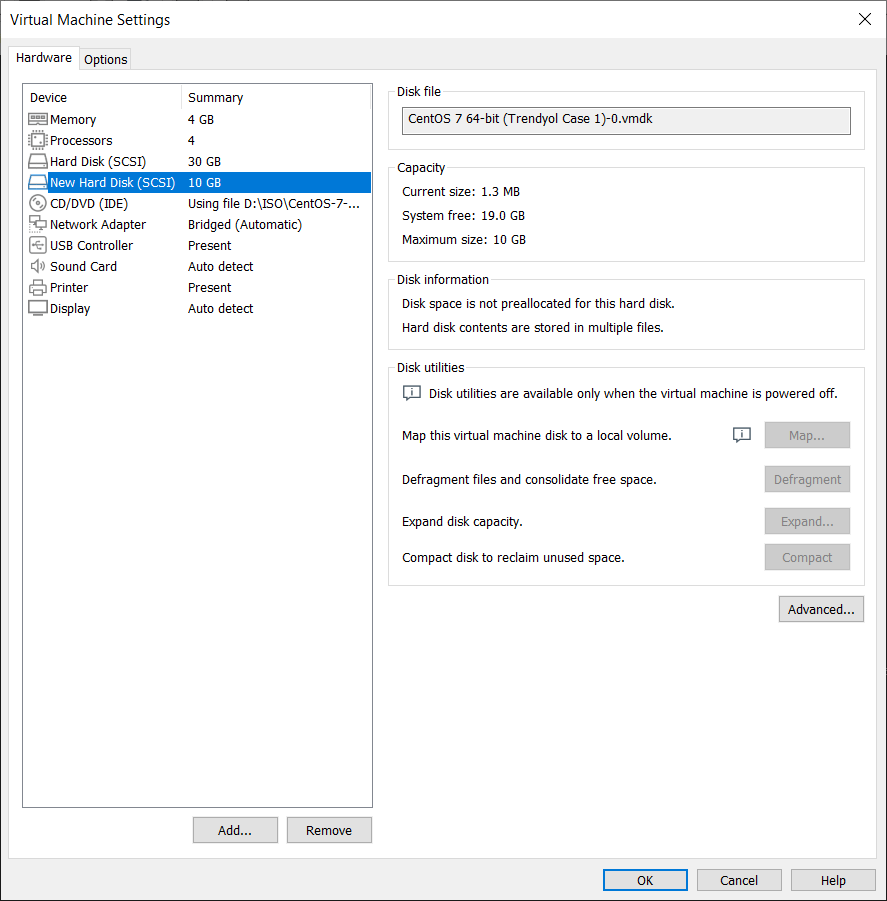 Virtual Machine Settings
Hardware
Options
Device Summary
Memory 4 GB
Processors 4
Hard Disk (SCSI) 30 GB
New Hard Disk (SCSI) 10 GB
CD/DVD (IDE) Using file D:\ISO\CentOS-7-...
Network Adapter Bridged (Automatic)
USB Controller Present
Sound Card Auto detect
Printer Present
Display Auto detect
Add...
Remove
Disk file
CentOS 7 64-bit (Trendyol Case 1)-0.vmdk
Capacity
Current size: 1.3 MB
System free: 19.0 GB
Maximum size: 10 GB
Disk information
Disk space is not preallocated for this hard disk.
Hard disk contents are stored in multiple files.
Disk utilities
Disk utilities are available only when the virtual machine is powered off.
Map this virtual machine disk to a local volume. Map...
Defragment files and consolidate free space. Defragment
Expand disk capacity. Expand...
Compact disk to reclaim unused space. Compact
Advanced...
OK
Cancel
Help